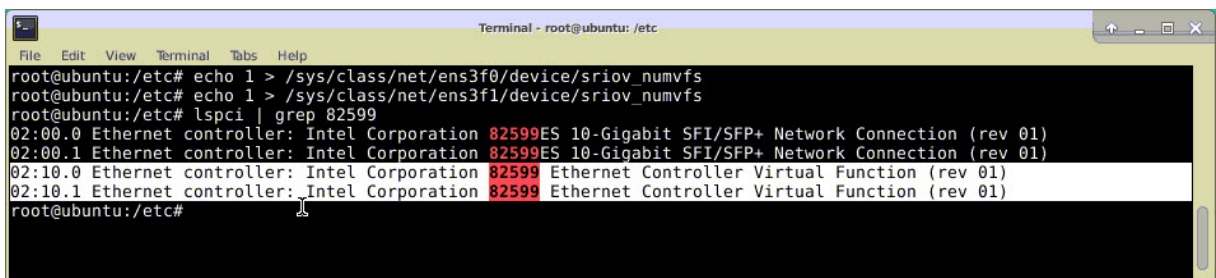 Terminal - root@ubuntu: /etc
File Edit View Terminal Tabs Help
root@ubuntu:/etc# echo 1 > /sys/class/net/ens3f0/device/sriov_numvfs
root@ubuntu:/etc# echo 1 > /sys/class/net/ens3f1/device/sriov_numvfs
root@ubuntu:/etc# lspci | grep 82599
02:00.0 Ethernet controller: Intel Corporation 82599ES 10-Gigabit SFI/SFP+ Network Connection (rev 01)
02:00.1 Ethernet controller: Intel Corporation 82599ES 10-Gigabit SFI/SFP+ Network Connection (rev 01)
02:10.0 Ethernet controller: Intel Corporation 82599 Ethernet Controller Virtual Function (rev 01)
02:10.1 Ethernet controller: Intel Corporation 82599 Ethernet Controller Virtual Function (rev 01)
root@ubuntu:/etc#